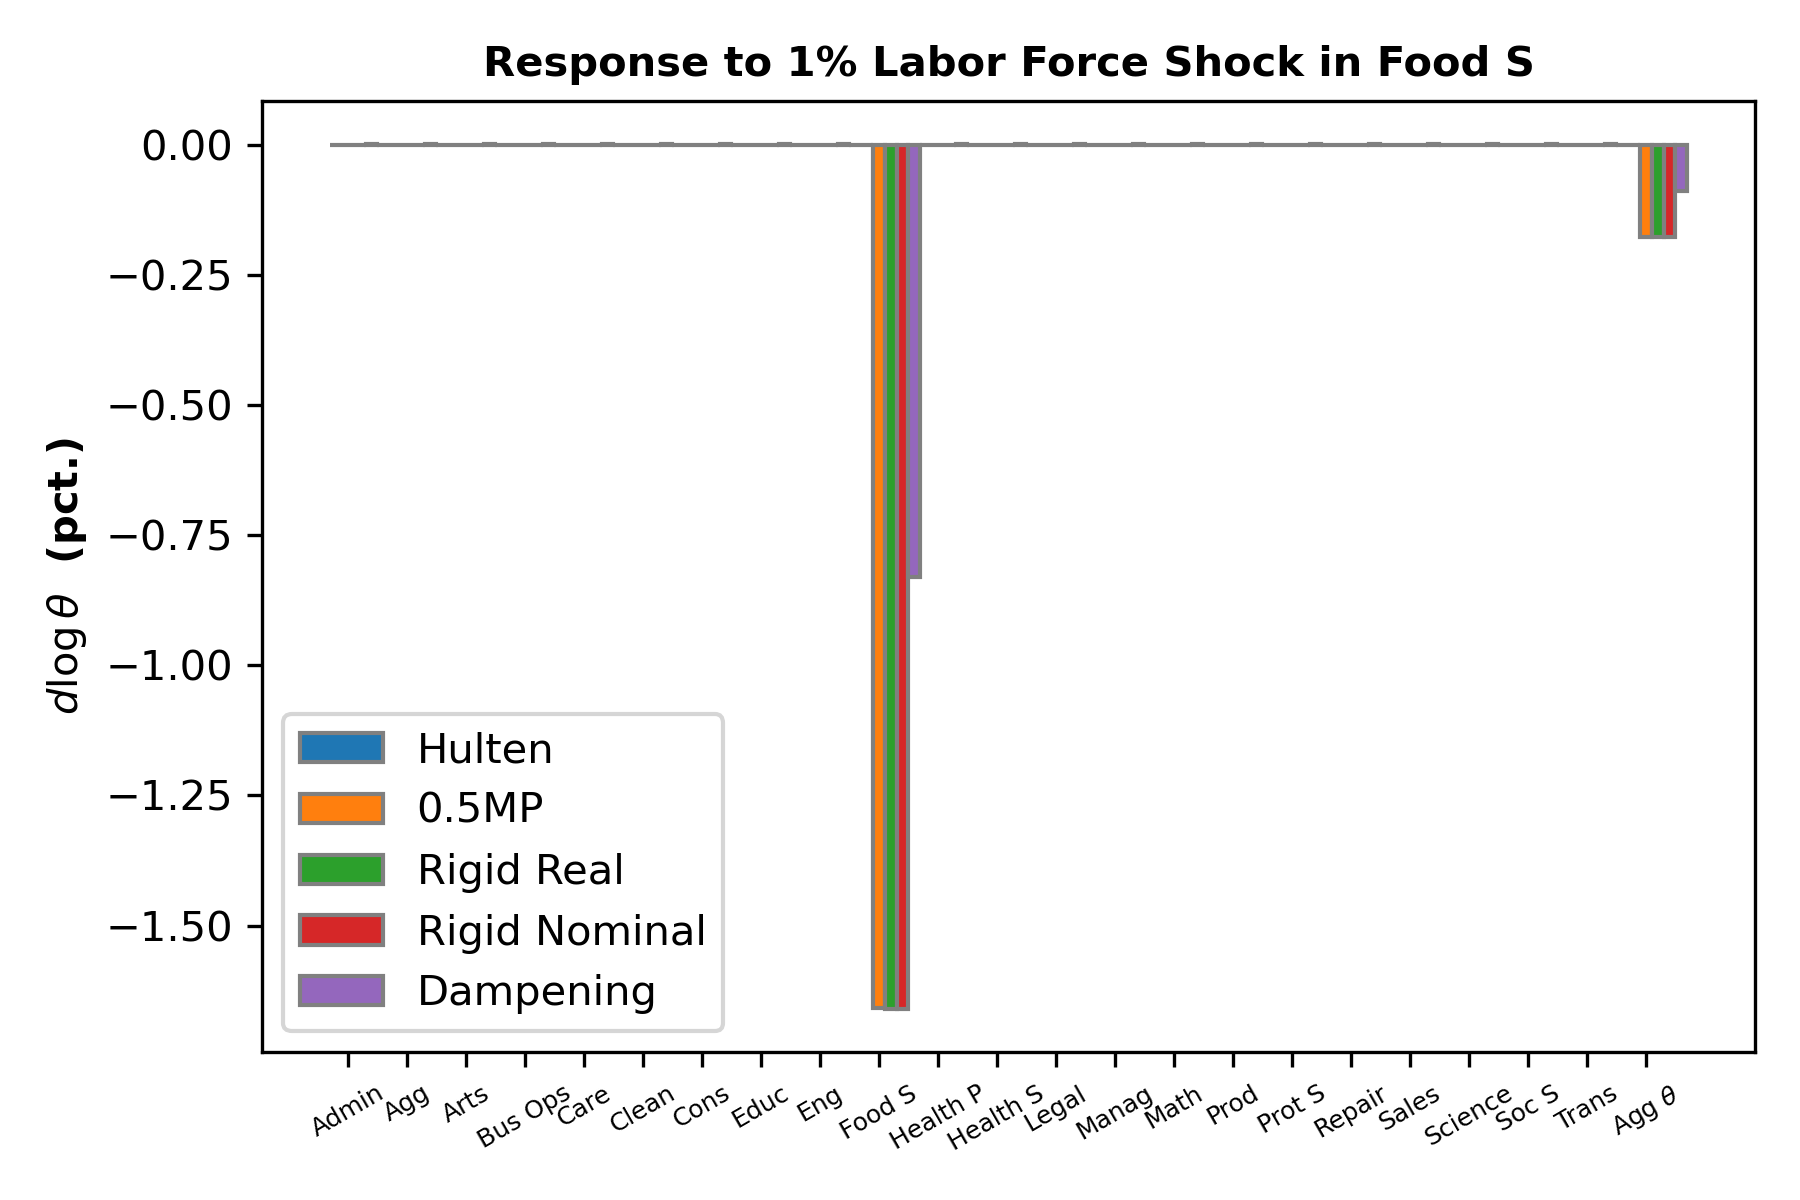 Response to 1% Labor Force Shock in Food S
dlog θ (pct.)
0.00
−0.25
−0.50
−0.75
−1.00
−1.25
−1.50
Hulten
0.5MP
Rigid Real
Rigid Nominal
Dampening
Admin
Agg
Arts
Bus Ops
Care
Clean
Cons
Educ
Eng
Food S
Health P
Health S
Legal
Manag
Math
Prod
Prot S
Repair
Sales
Science
Soc S
Trans
Agg θ